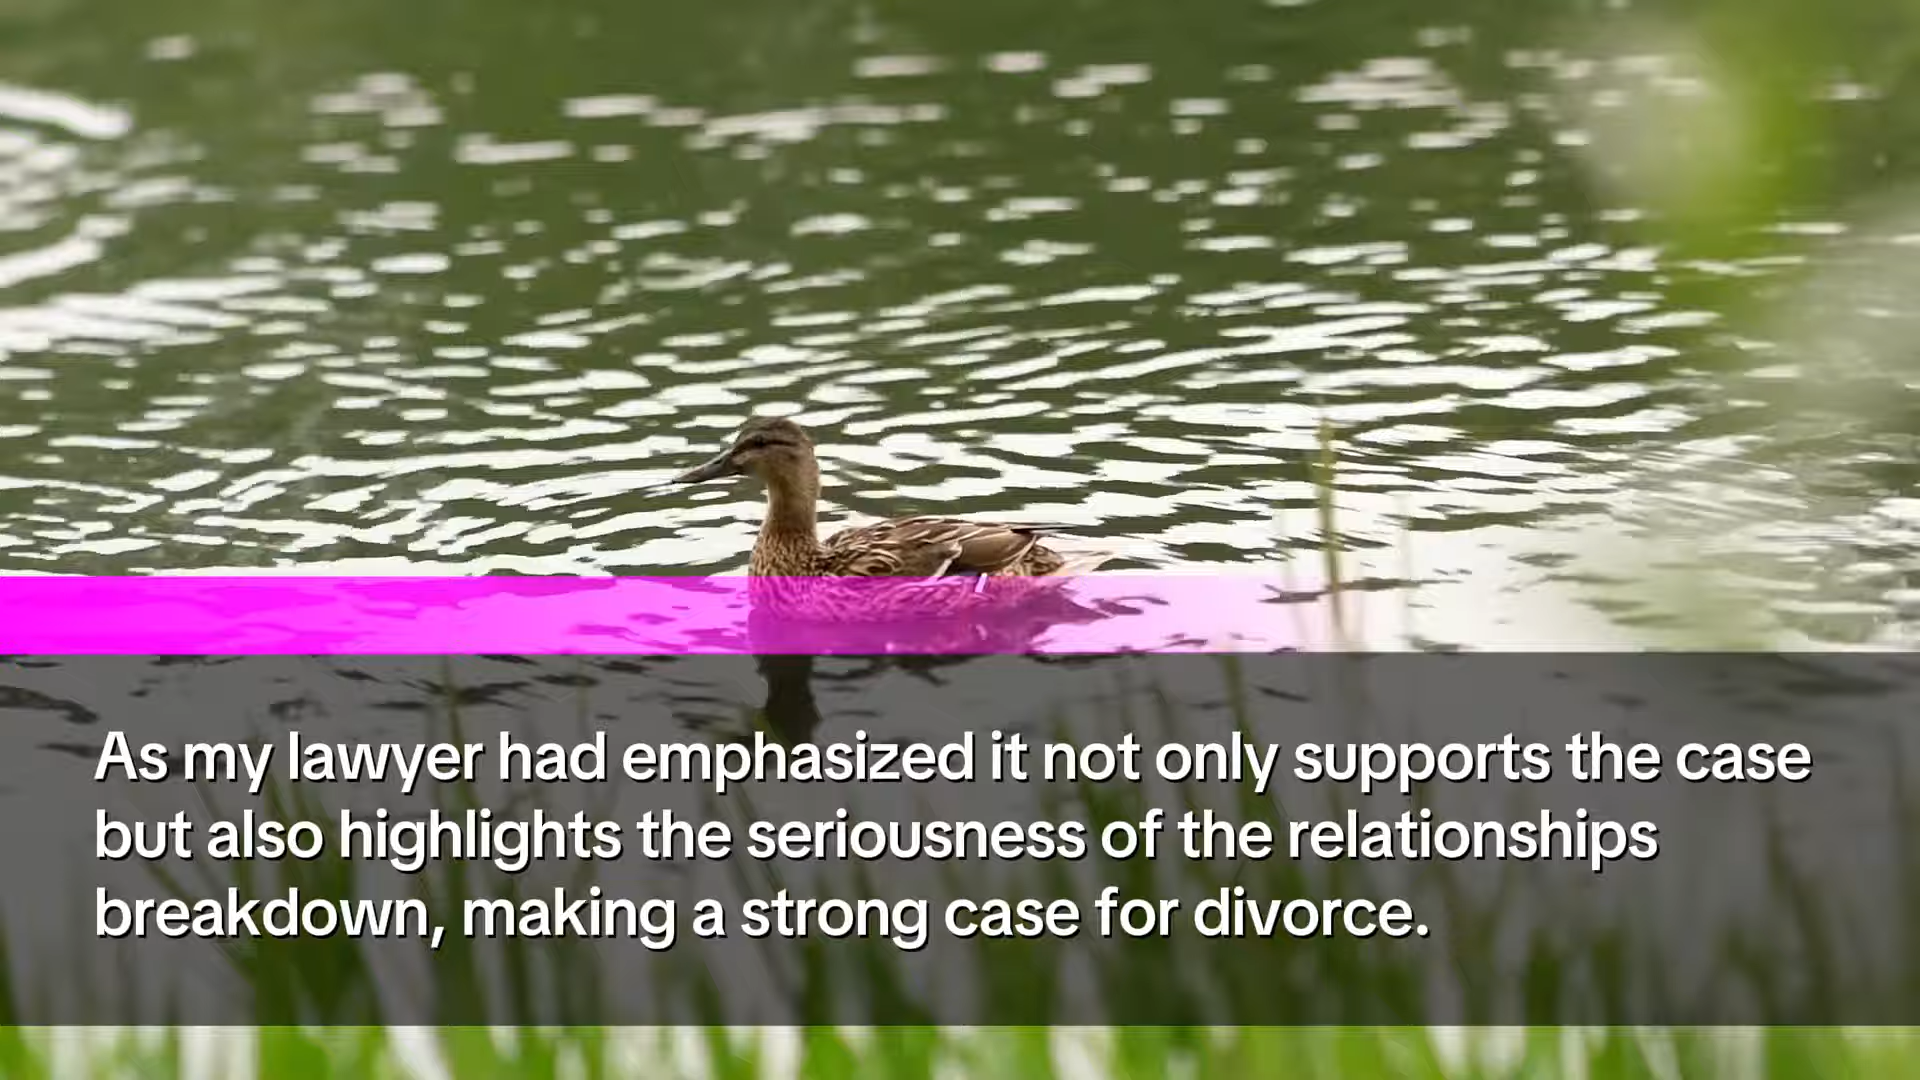 As my lawyer had emphasized it not only supports the case
but also highlights the seriousness of the relationships
breakdown, making a strong case for divorce.